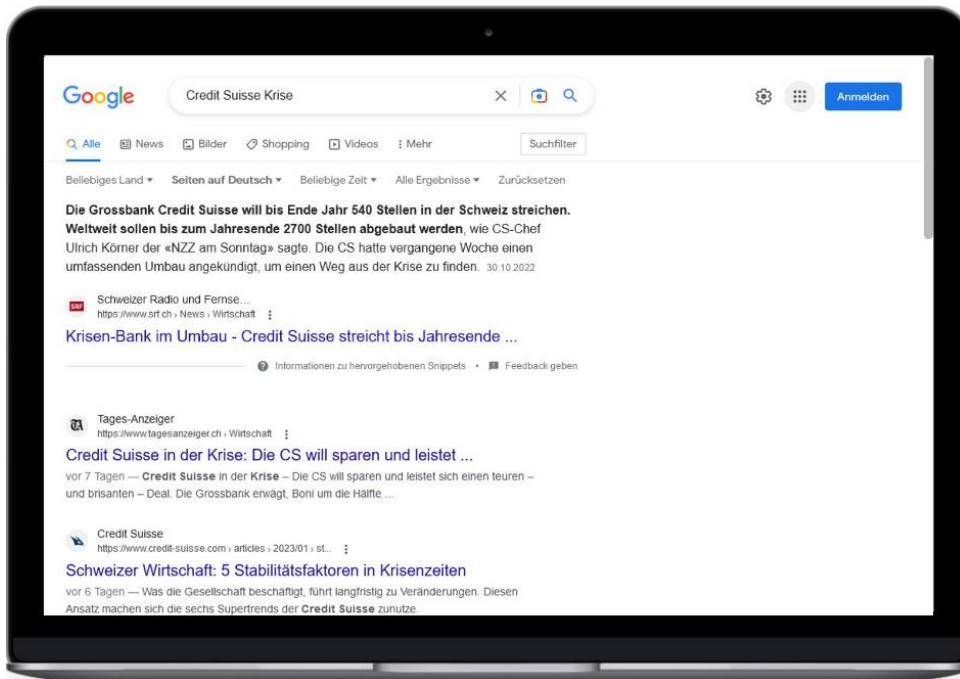 Google
Credit Suisse Krise
Anmelden
Alle News Bilder Shopping Videos Mehr Suchfilter
Beliebiges Land Seiten auf Deutsch Beliebige Zeit Alle Ergebnisse Zurücksetzen
Die Grossbank Credit Suisse will bis Ende Jahr 540 Stellen in der Schweiz streichen.
Weltweit sollen bis zum Jahresende 2700 Stellen abgebaut werden, wie CS-Chef
Ulrich Körner der «NZZ am Sonntag» sagte. Die CS hatte vergangene Woche einen
umfassenden Umbau angekündigt, um einen Weg aus der Krise zu finden. 30.10.2022
SRF
Schweizer Radio und Fernse...
https://www.srf.ch › News › Wirtschaft
Krisen-Bank im Umbau - Credit Suisse streicht bis Jahresende ...
Informationen zu hervorgehobenen Snippets • Feedback geben
TA
Tages-Anzeiger
https://www.tagesanzeiger.ch › Wirtschaft
Credit Suisse in der Krise: Die CS will sparen und leistet ...
vor 7 Tagen — Credit Suisse in der Krise – Die CS will sparen und leistet sich einen teuren –
und brisanten – Deal. Die Grossbank erwägt, Boni um die Hälfte ...
Credit Suisse
https://www.credit-suisse.com › articles › 2023/01 › st...
Schweizer Wirtschaft: 5 Stabilitätsfaktoren in Krisenzeiten
vor 6 Tagen — Was die Gesellschaft beschäftigt, führt langfristig zu Veränderungen. Diesen
Ansatz machen sich die sechs Supertrends der Credit Suisse zunutze.